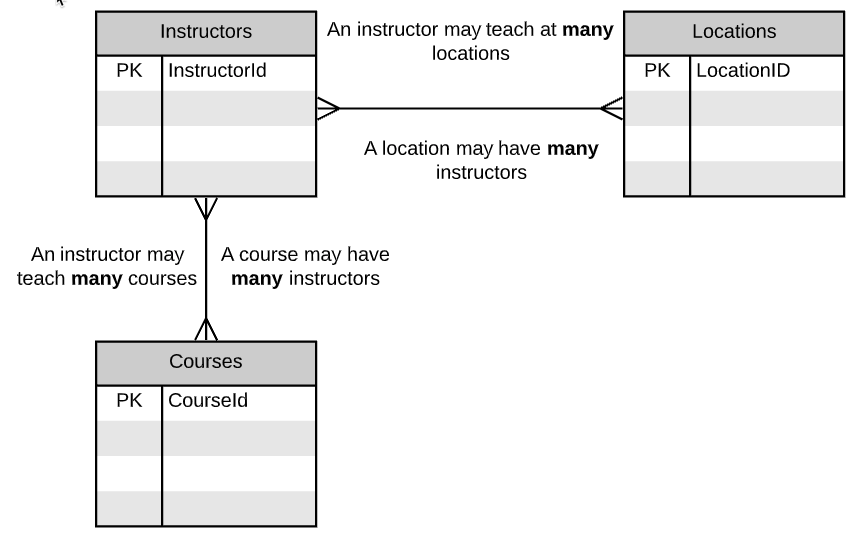 Instructors
PK InstructorId
An instructor may teach at many
locations
A location may have many
instructors
Locations
PK LocationID
An instructor may
teach many courses
A course may have
many instructors
Courses
PK CourseId